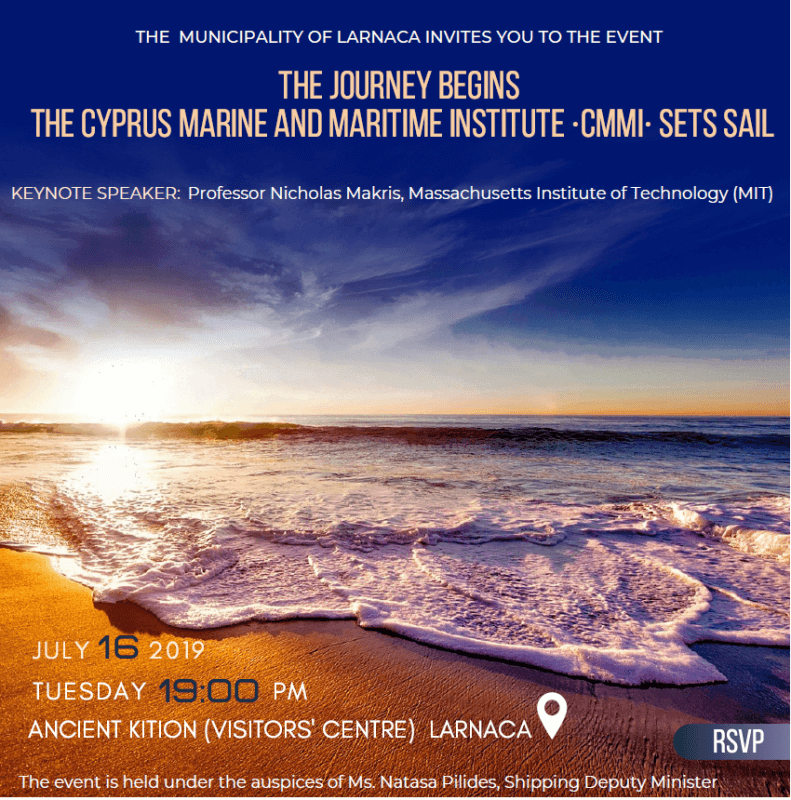 THE MUNICIPALITY OF LARNACA INVITES YOU TO THE EVENT
THE JOURNEY BEGINS
THE CYPRUS MARINE AND MARITIME INSTITUTE ·CMMI· SETS SAIL
KEYNOTE SPEAKER: Professor Nicholas Makris, Massachusetts Institute of Technology (MIT)
JULY 16 2019
TUESDAY 19:00 PM
ANCIENT KITION (VISITORS' CENTRE) LARNACA
RSVP
The event is held under the auspices of Ms. Natasa Pilides, Shipping Deputy Minister